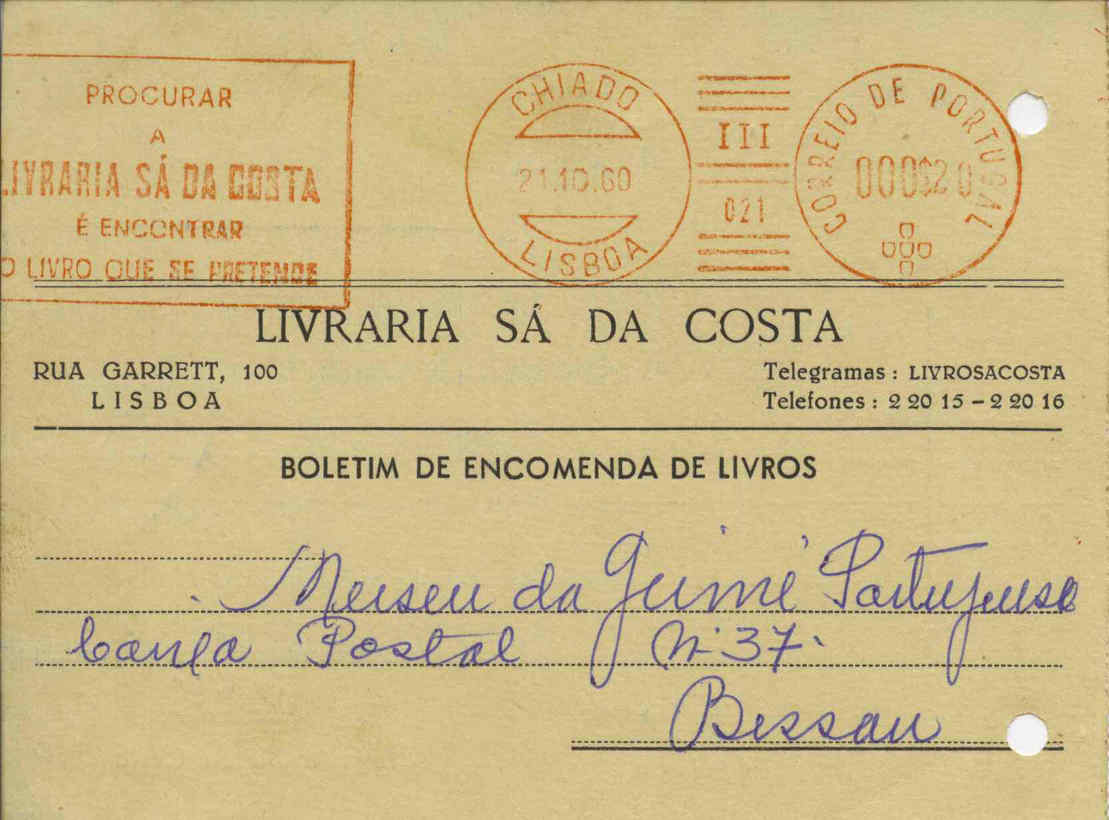 PROCURAR
A
LIVRARIA SÁ DA COSTA
É ENCONTRAR
O LIVRO QUE SE PRETENDE
CHIADO
21.10.60
LISBOA
III
021
CORREIO DE PORTUGAL
000$20
LIVRARIA SÁ DA COSTA
RUA GARRETT, 100
LISBOA
Telegramas: LIVROSACOSTA
Telefones: 2 20 15 – 2 20 16
BOLETIM DE ENCOMENDA DE LIVROS
Museu da Guiné Portuguesa
Postal Nº 37.
Bissau